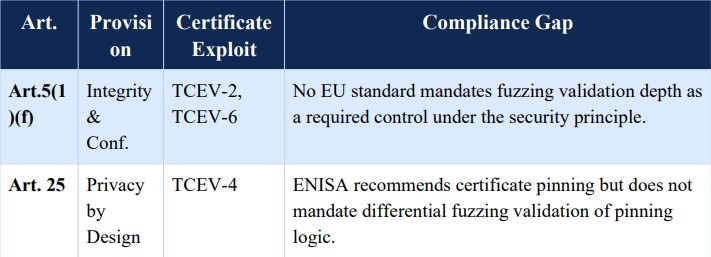 Art.
Provisi
on
Certificate
Exploit
Compliance Gap
Art.5(1
)(f)
Integrity
&
Conf.
TCEV-2,
TCEV-6
No EU standard mandates fuzzing validation depth as
a required control under the security principle.
Art. 25
Privacy
by
Design
TCEV-4
ENISA recommends certificate pinning but does not
mandate differential fuzzing validation of pinning
logic.